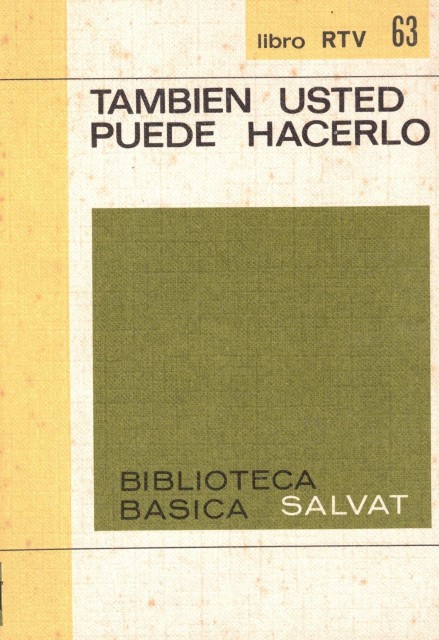 libro RTV 63
TAMBIEN USTED
PUEDE HACERLO
BIBLIOTECA
BASICA SALVAT